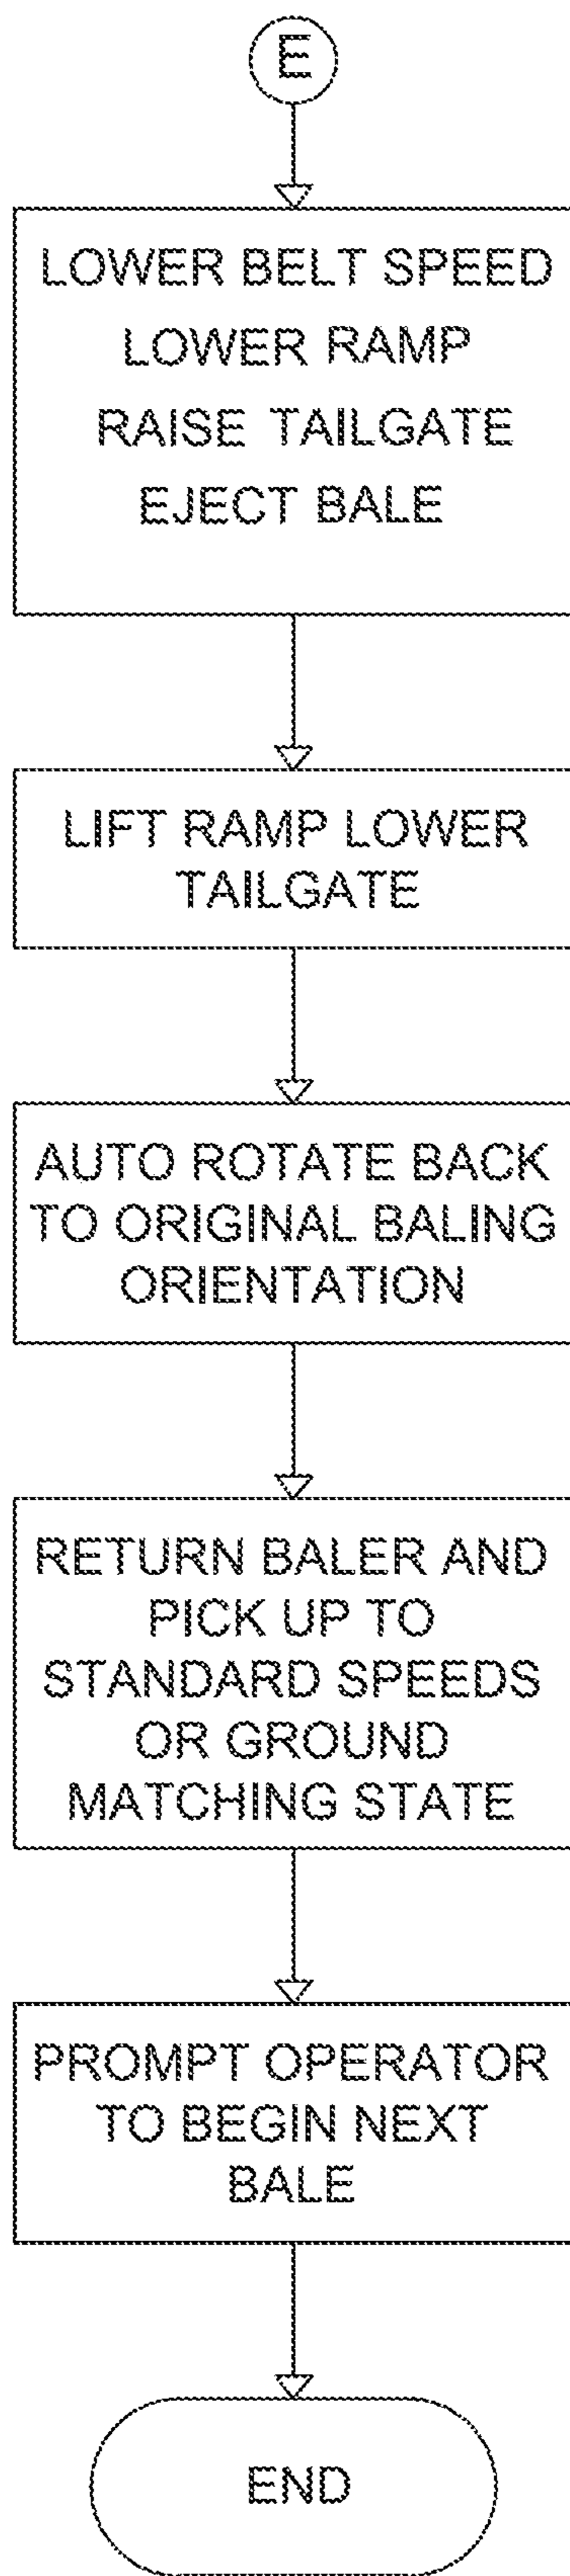 E
LOWER BELT SPEED
LOWER RAMP
RAISE TAILGATE
EJECT BALE
LIFT RAMP LOWER
TAILGATE
AUTO ROTATE BACK
TO ORIGINAL BALING
ORIENTATION
RETURN BALER AND
PICK UP TO
STANDARD SPEEDS
OR GROUND
MATCHING STATE
PROMPT OPERATOR
TO BEGIN NEXT
BALE
END